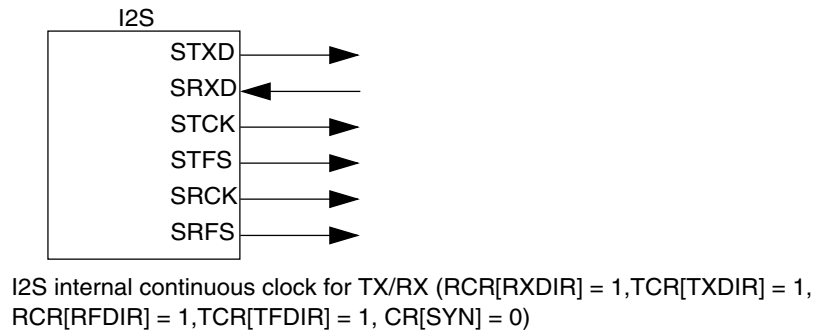 I2S
STXD
SRXD
STCK
STFS
SRCK
SRFS
I2S internal continuous clock for TX/RX (RCR[RXDIR] = 1,TCR[TXDIR] = 1,
RCR[RFDIR] = 1,TCR[TFDIR] = 1, CR[SYN] = 0)